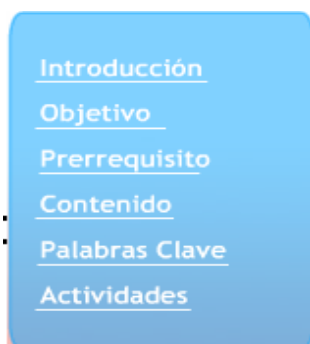 Introducción
Objetivo
Prerrequisito
Contenido
Palabras Clave
Actividades